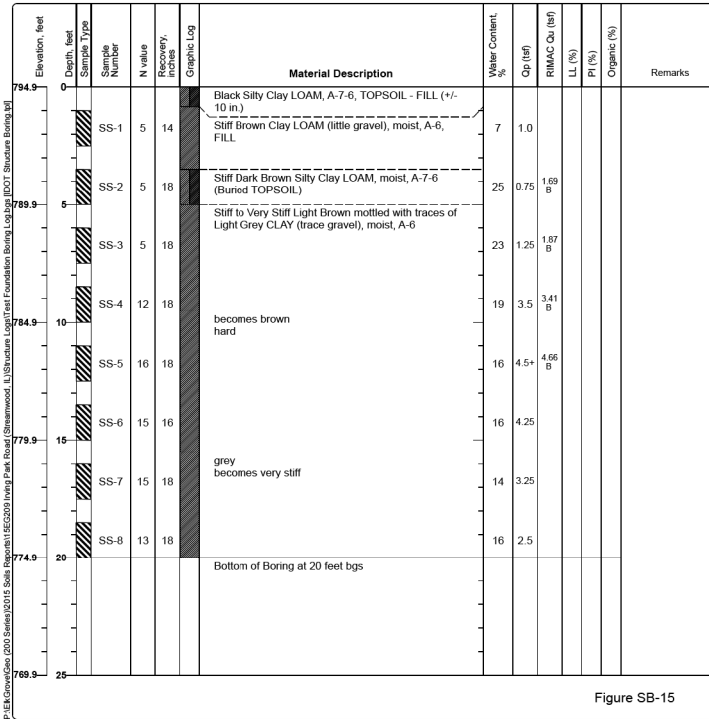 Elevation, feet
Depth, feet
Sample Type
Sample Number
N value
Recovery, inches
Graphic Log
Material Description
Water Content, %
Qp (tsf)
RIMAC Qu (tsf)
LL (%)
PI (%)
Organic (%)
Remarks
794.9 0
Black Silty Clay LOAM, A-7-6, TOPSOIL - FILL (+/-
10 in.)
SS-1 5 14 Stiff Brown Clay LOAM (little gravel), moist, A-6, 7 1.0
FILL
SS-2 5 18 Stiff Dark Brown Silty Clay LOAM, moist, A-7-6 25 0.75 1.69 B
(Buried TOPSOIL)
789.9 5
Stiff to Very Stiff Light Brown mottled with traces of
Light Grey CLAY (trace gravel), moist, A-6
SS-3 5 18 23 1.25 1.87 B
SS-4 12 18 19 3.5 3.41 B
784.9 10 becomes brown
hard
SS-5 16 18 16 4.5+ 4.66 B
SS-6 15 16 16 4.25
779.9 15
grey
SS-7 15 18 becomes very stiff 14 3.25
SS-8 13 18 16 2.5
774.9 20
Bottom of Boring at 20 feet bgs
769.9 25
Figure SB-15
P:\ElkGrove\Geo (200 Series)\2015 Soils Reports\15EG209 Irving Park Road (Streamwood, IL)\Structure Logs\Test Foundation Boring Log.bgs [IDOT Structure Boring.tpl]